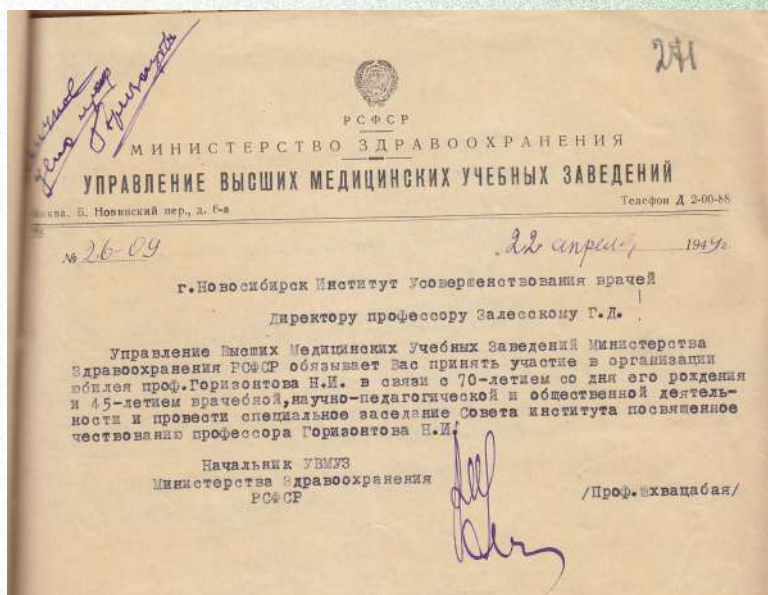 271
РСФСР
МИНИСТЕРСТВО ЗДРАВООХРАНЕНИЯ
УПРАВЛЕНИЕ ВЫСШИХ МЕДИЦИНСКИХ УЧЕБНЫХ ЗАВЕДЕНИЙ
Москва, Б. Новинский пер., д. 6-а Телефон Д 2-00-88
№ 26-09 22 апреля 1949г.
г.Новосибирск Институт Усовершенствования врачей
Директору профессору Залесскому Г.Д.
Управление Высших Медицинских Учебных Заведений Министерства
Здравоохранения РСФСР обязывает Вас принять участие в организации
юбилея проф.Горизонтова Н.И. в связи с 70-летием со дня его рождения
и 45-летием врачебной,научно-педагогической и общественной деятель-
ности и провести специальное заседание Совета института посвященное
чествованию профессора Горизонтова Н.И.
Начальник УВМУЗ
Министерства Здравоохранения
РСФСР /Проф.Шхвацабая/